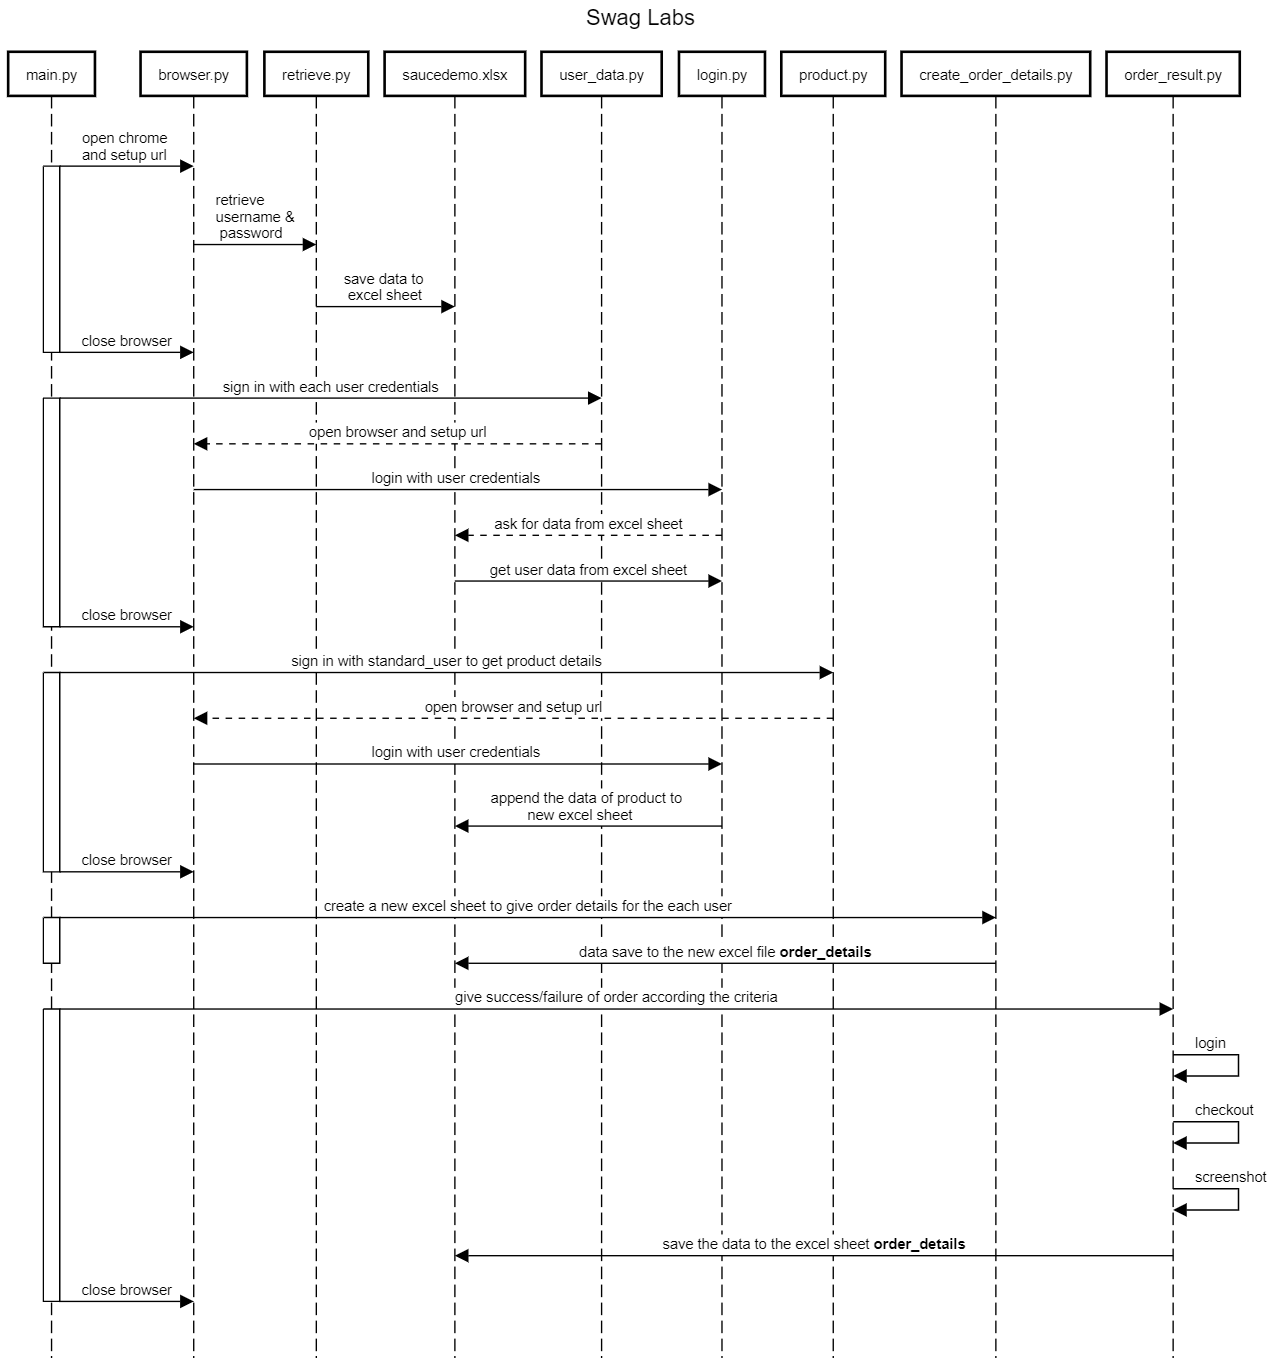 Swag Labs
main.py
browser.py
retrieve.py
saucedemo.xlsx
user_data.py
login.py
product.py
create_order_details.py
order_result.py
open chrome
and setup url
retrieve
username &
password
save data to
excel sheet
close browser
sign in with each user credentials
open browser and setup url
login with user credentials
ask for data from excel sheet
get user data from excel sheet
close browser
sign in with standard_user to get product details
open browser and setup url
login with user credentials
append the data of product to
new excel sheet
close browser
create a new excel sheet to give order details for the each user
data save to the new excel file order_details
give success/failure of order according the criteria
login
checkout
screenshot
save the data to the excel sheet order_details
close browser